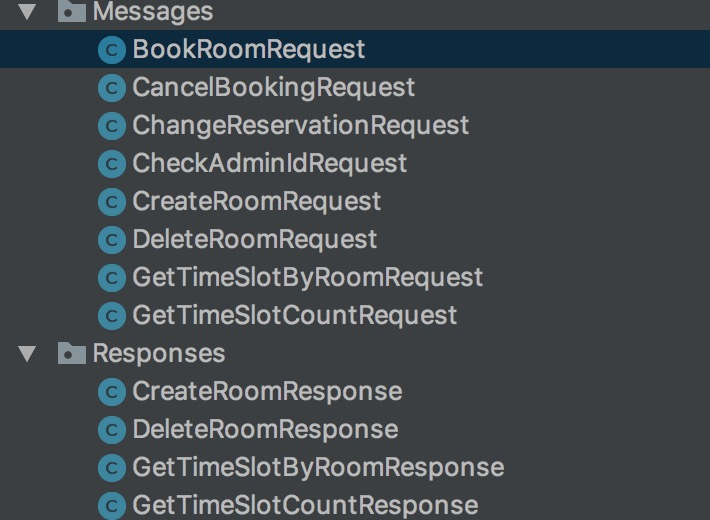 Messages
C BookRoomRequest
C CancelBookingRequest
C ChangeReservationRequest
C CheckAdminIdRequest
C CreateRoomRequest
C DeleteRoomRequest
C GetTimeSlotByRoomRequest
C GetTimeSlotCountRequest
Responses
C CreateRoomResponse
C DeleteRoomResponse
C GetTimeSlotByRoomResponse
C GetTimeSlotCountResponse